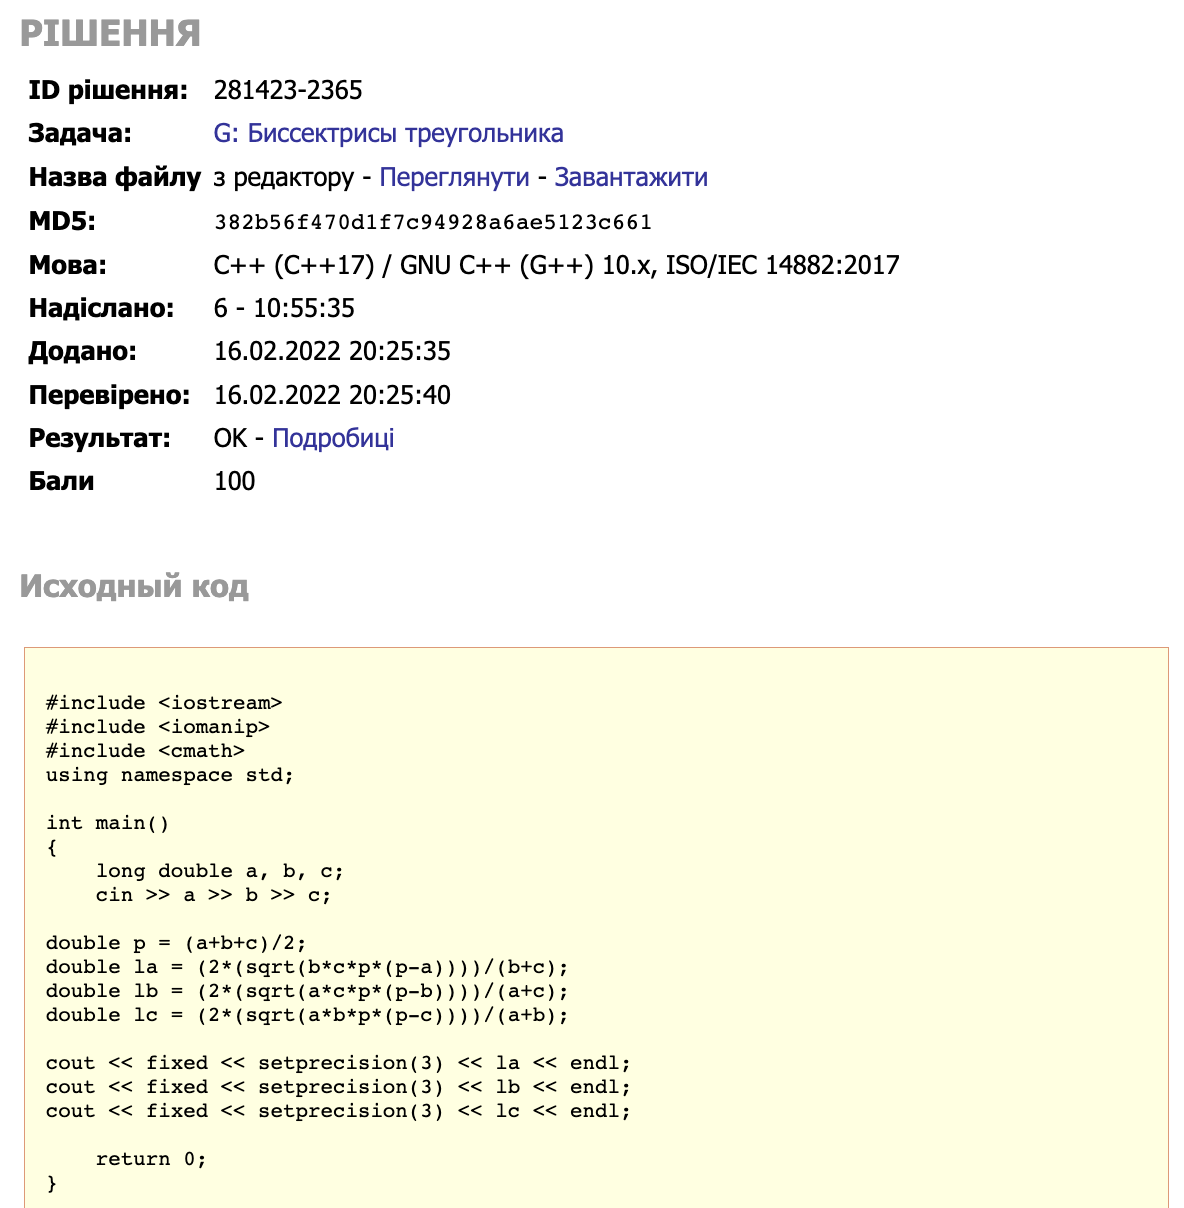 РІШЕННЯ
ID рішення: 281423-2365
Задача: G: Биссектрисы треугольника
Назва файлу з редактору - Переглянути - Завантажити
MD5: 382b56f470d1f7c94928a6ae5123c661
Мова: C++ (C++17) / GNU C++ (G++) 10.x, ISO/IEC 14882:2017
Надіслано: 6 - 10:55:35
Додано: 16.02.2022 20:25:35
Перевірено: 16.02.2022 20:25:40
Результат: OK - Подробиці
Бали 100
Исходный код
#include <iostream>
#include <iomanip>
#include <cmath>
using namespace std;
int main()
{
    long double a, b, c;
    cin >> a >> b >> c;
double p = (a+b+c)/2;
double la = (2*(sqrt(b*c*p*(p-a))))/(b+c);
double lb = (2*(sqrt(a*c*p*(p-b))))/(a+c);
double lc = (2*(sqrt(a*b*p*(p-c))))/(a+b);
cout << fixed << setprecision(3) << la << endl;
cout << fixed << setprecision(3) << lb << endl;
cout << fixed << setprecision(3) << lc << endl;
    return 0;
}